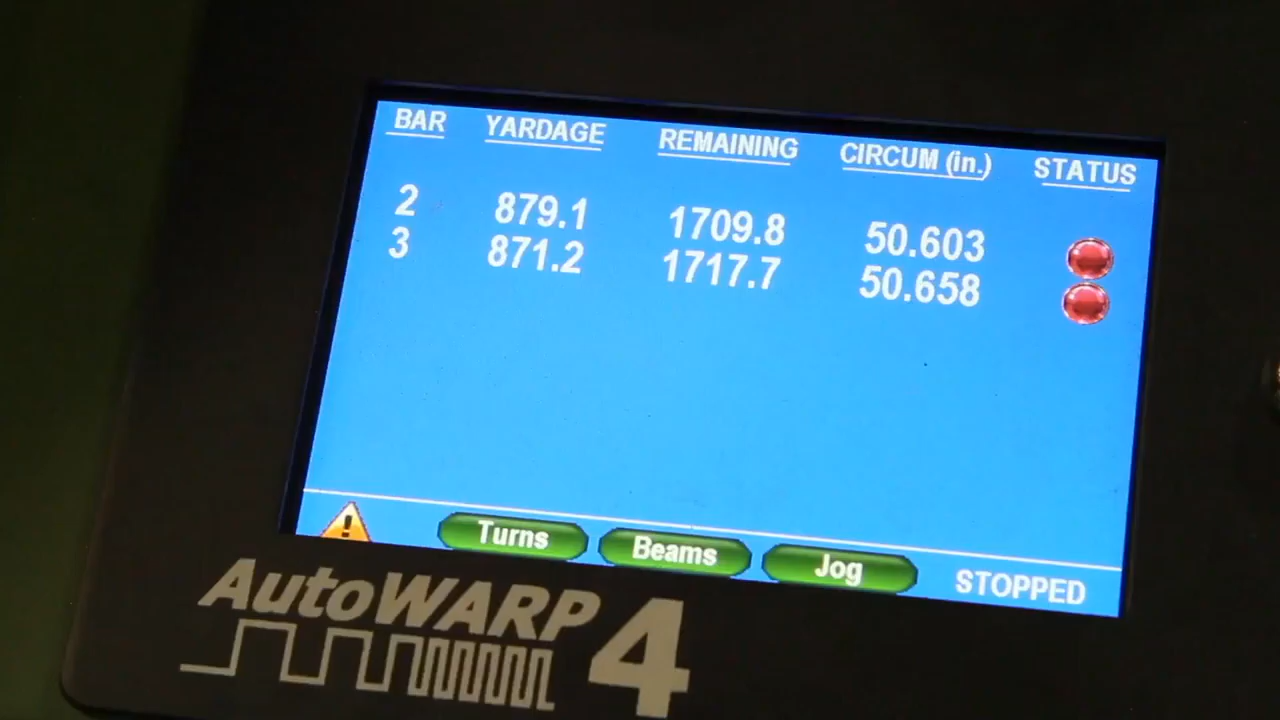 BAR YARDAGE REMAINING CIRCUM (in.) STATUS
2 879.1 1709.8 50.603
3 871.2 1717.7 50.658
! Turns Beams Jog STOPPED
AutoWARP 4